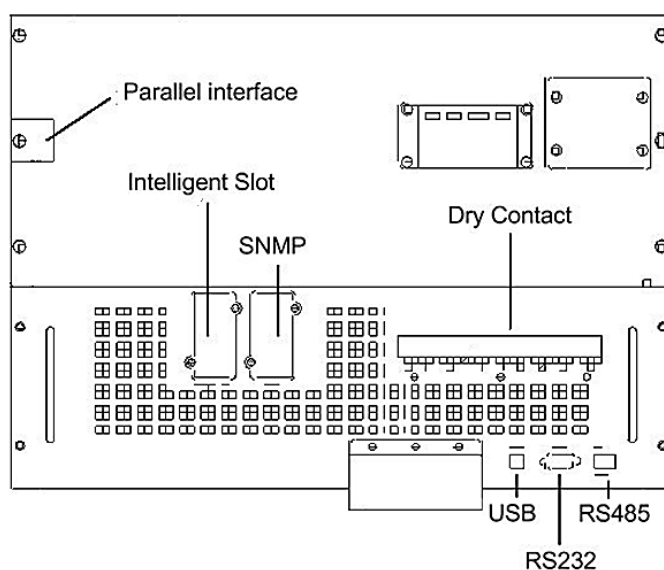 Parallel interface
Intelligent Slot
SNMP
Dry Contact
USB
RS485
RS232